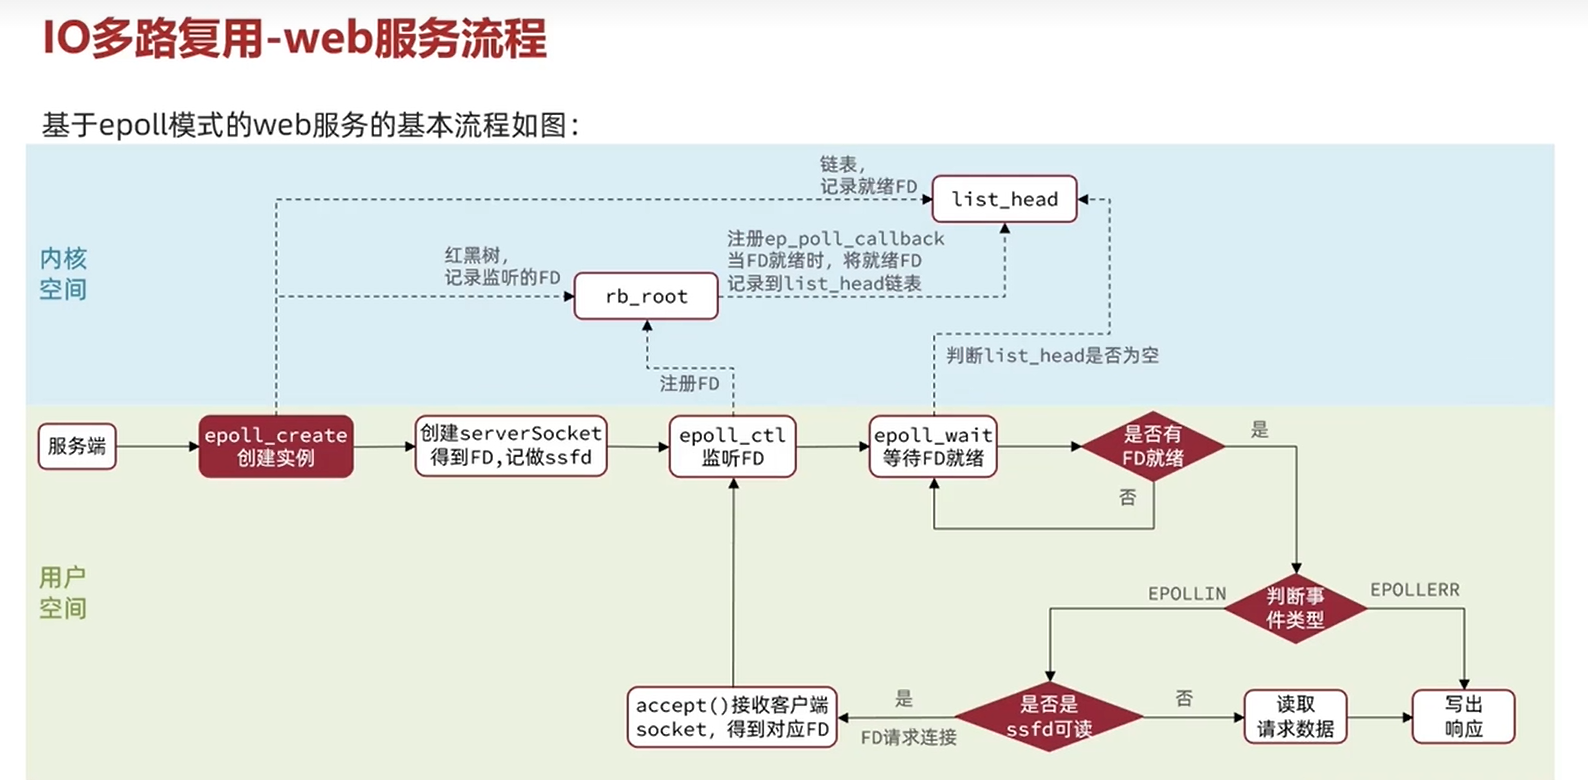 IO多路复用-web服务流程
基于epoll模式的web服务的基本流程如图：
链表，
记录就绪FD
list_head
内核
空间
红黑树，
记录监听的FD
rb_root
注册ep_poll_callback
当FD就绪时，将就绪FD
记录到list_head链表
判断list_head是否为空
注册FD
服务端
epoll_create
创建实例
创建serverSocket
得到FD,记做ssfd
epoll_ctl
监听FD
epoll_wait
等待FD就绪
是否有
FD就绪
是
否
用户
空间
EPOLLIN
判断事
件类型
EPOLLERR
accept()接收客户端
socket，得到对应FD
是
FD请求连接
是否是
ssfd可读
否
读取
请求数据
写出
响应